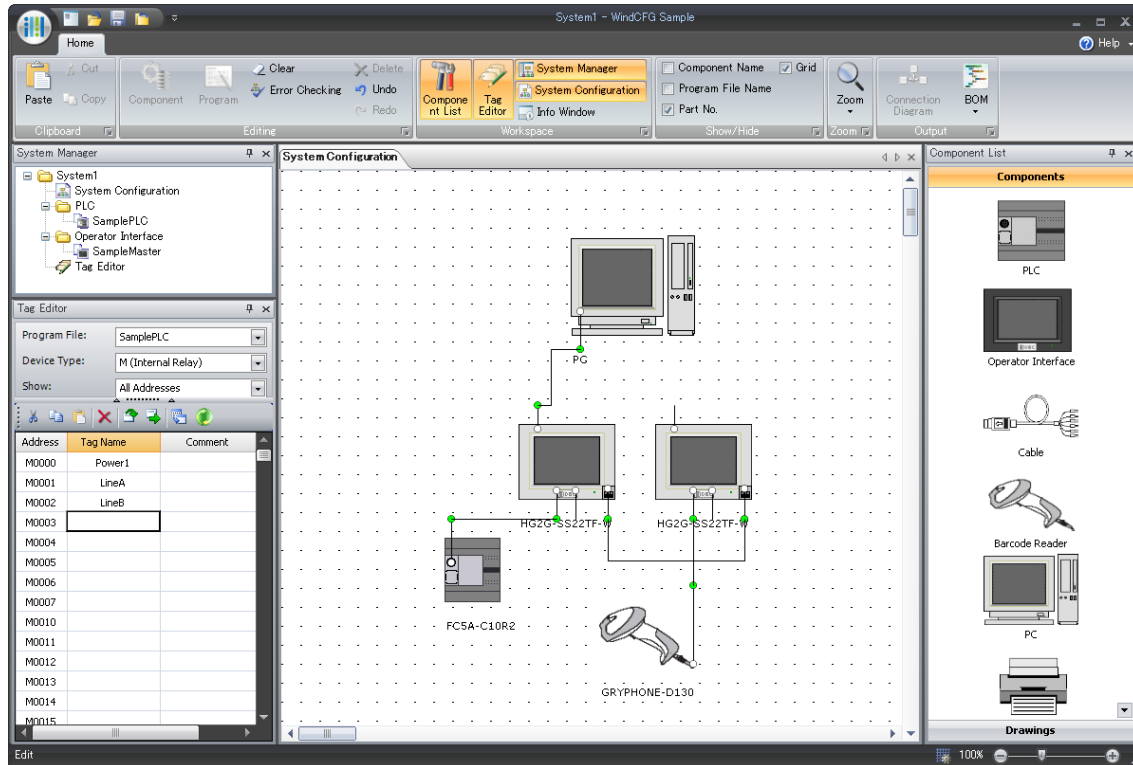 System1 - WindCFG Sample
Home
Help
Paste
Cut
Copy
Clipboard
Component
Program
Clear
Error Checking
Delete
Undo
Redo
Editing
Compone
nt List
Tag
Editor
System Manager
System Configuration
Info Window
Workspace
Component Name
Grid
Program File Name
Part No.
Show/Hide
Zoom
Zoom
Connection
Diagram
BOM
Output
System Manager
System1
System Configuration
PLC
SamplePLC
Operator Interface
SampleMaster
Tag Editor
Tag Editor
Program File:
SamplePLC
Device Type:
M (Internal Relay)
Show:
All Addresses
Address Tag Name Comment
M0000 Power1
M0001 LineA
M0002 LineB
M0003
M0004
M0005
M0006
M0007
M0010
M0011
M0012
M0013
M0014
M0015
System Configuration
PC
HG2G-SS22TF-W
HG2G-SS22TF-W
FC5A-C10R2
GRYPHONE-D130
Component List
Components
PLC
Operator Interface
Cable
Barcode Reader
PC
Drawings
Edit
100%